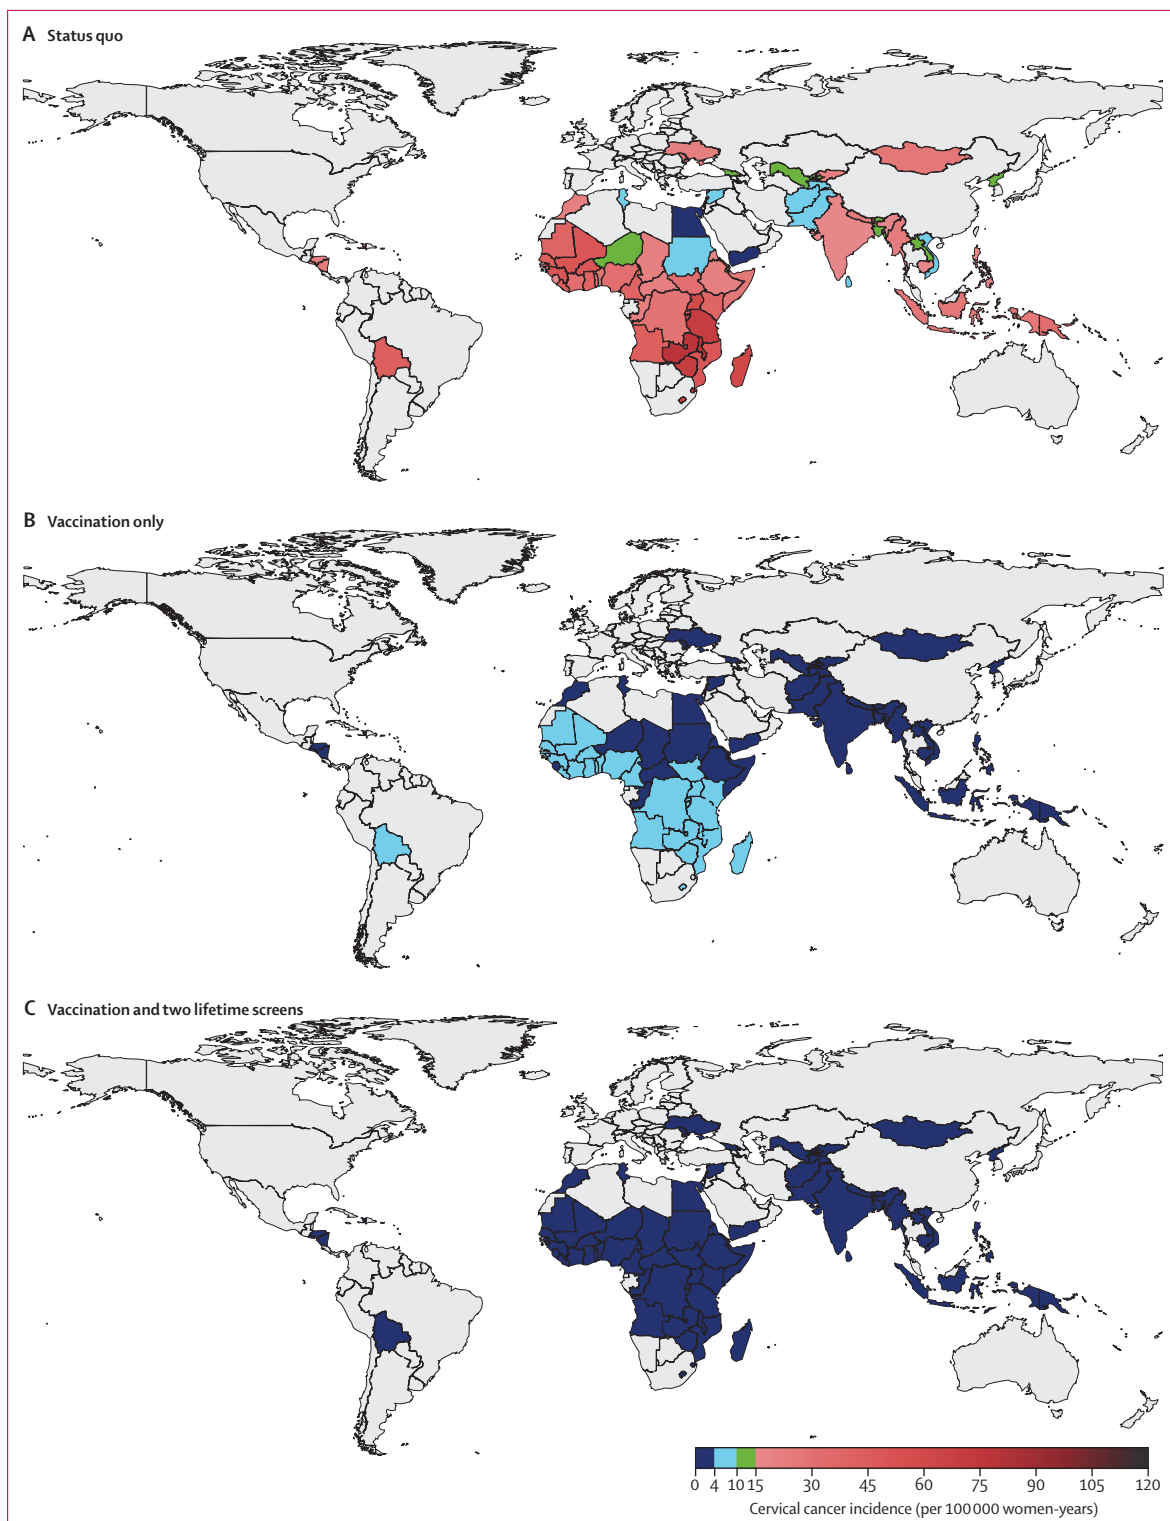 A Status quo
B Vaccination only
C Vaccination and two lifetime screens
0 4 10 15 30 45 60 75 90 105 120
Cervical cancer incidence (per 100 000 women-years)